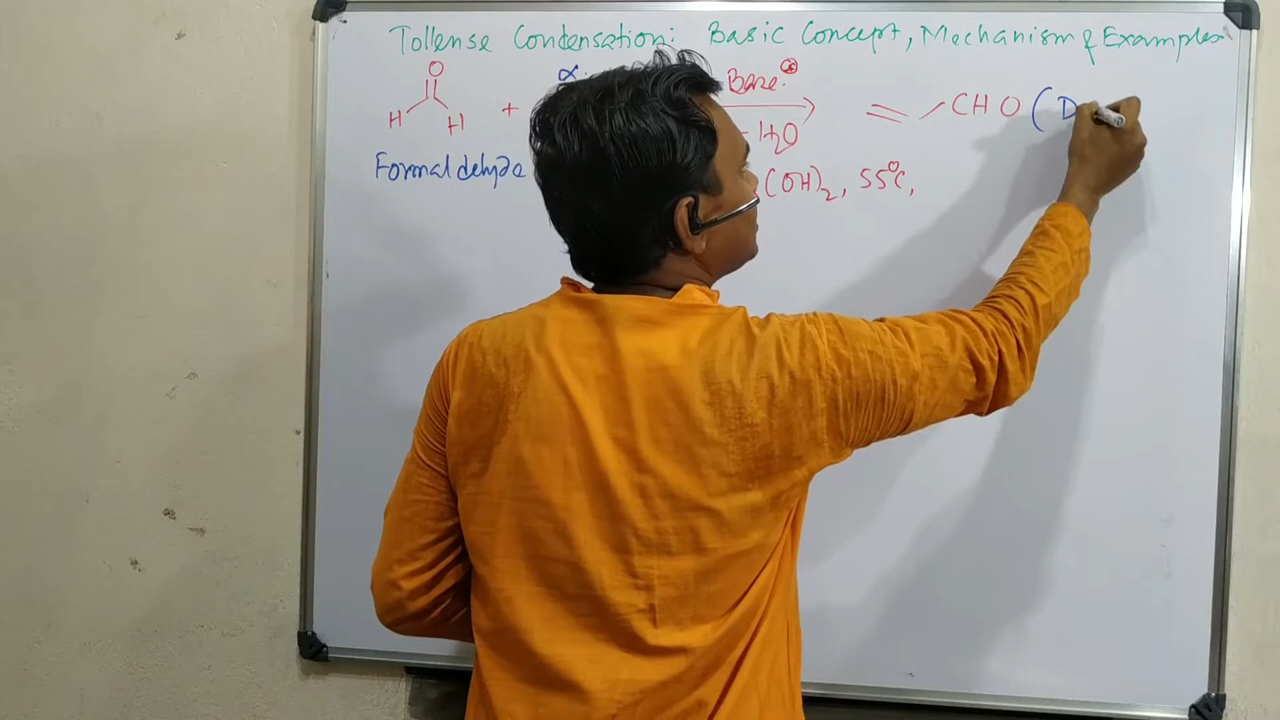 Tollense Condensation: Basic Concept, Mechanism & Examples
O α Base
H H + - H2O = CHO (D
Formaldehyde (OH)2, 55°C,